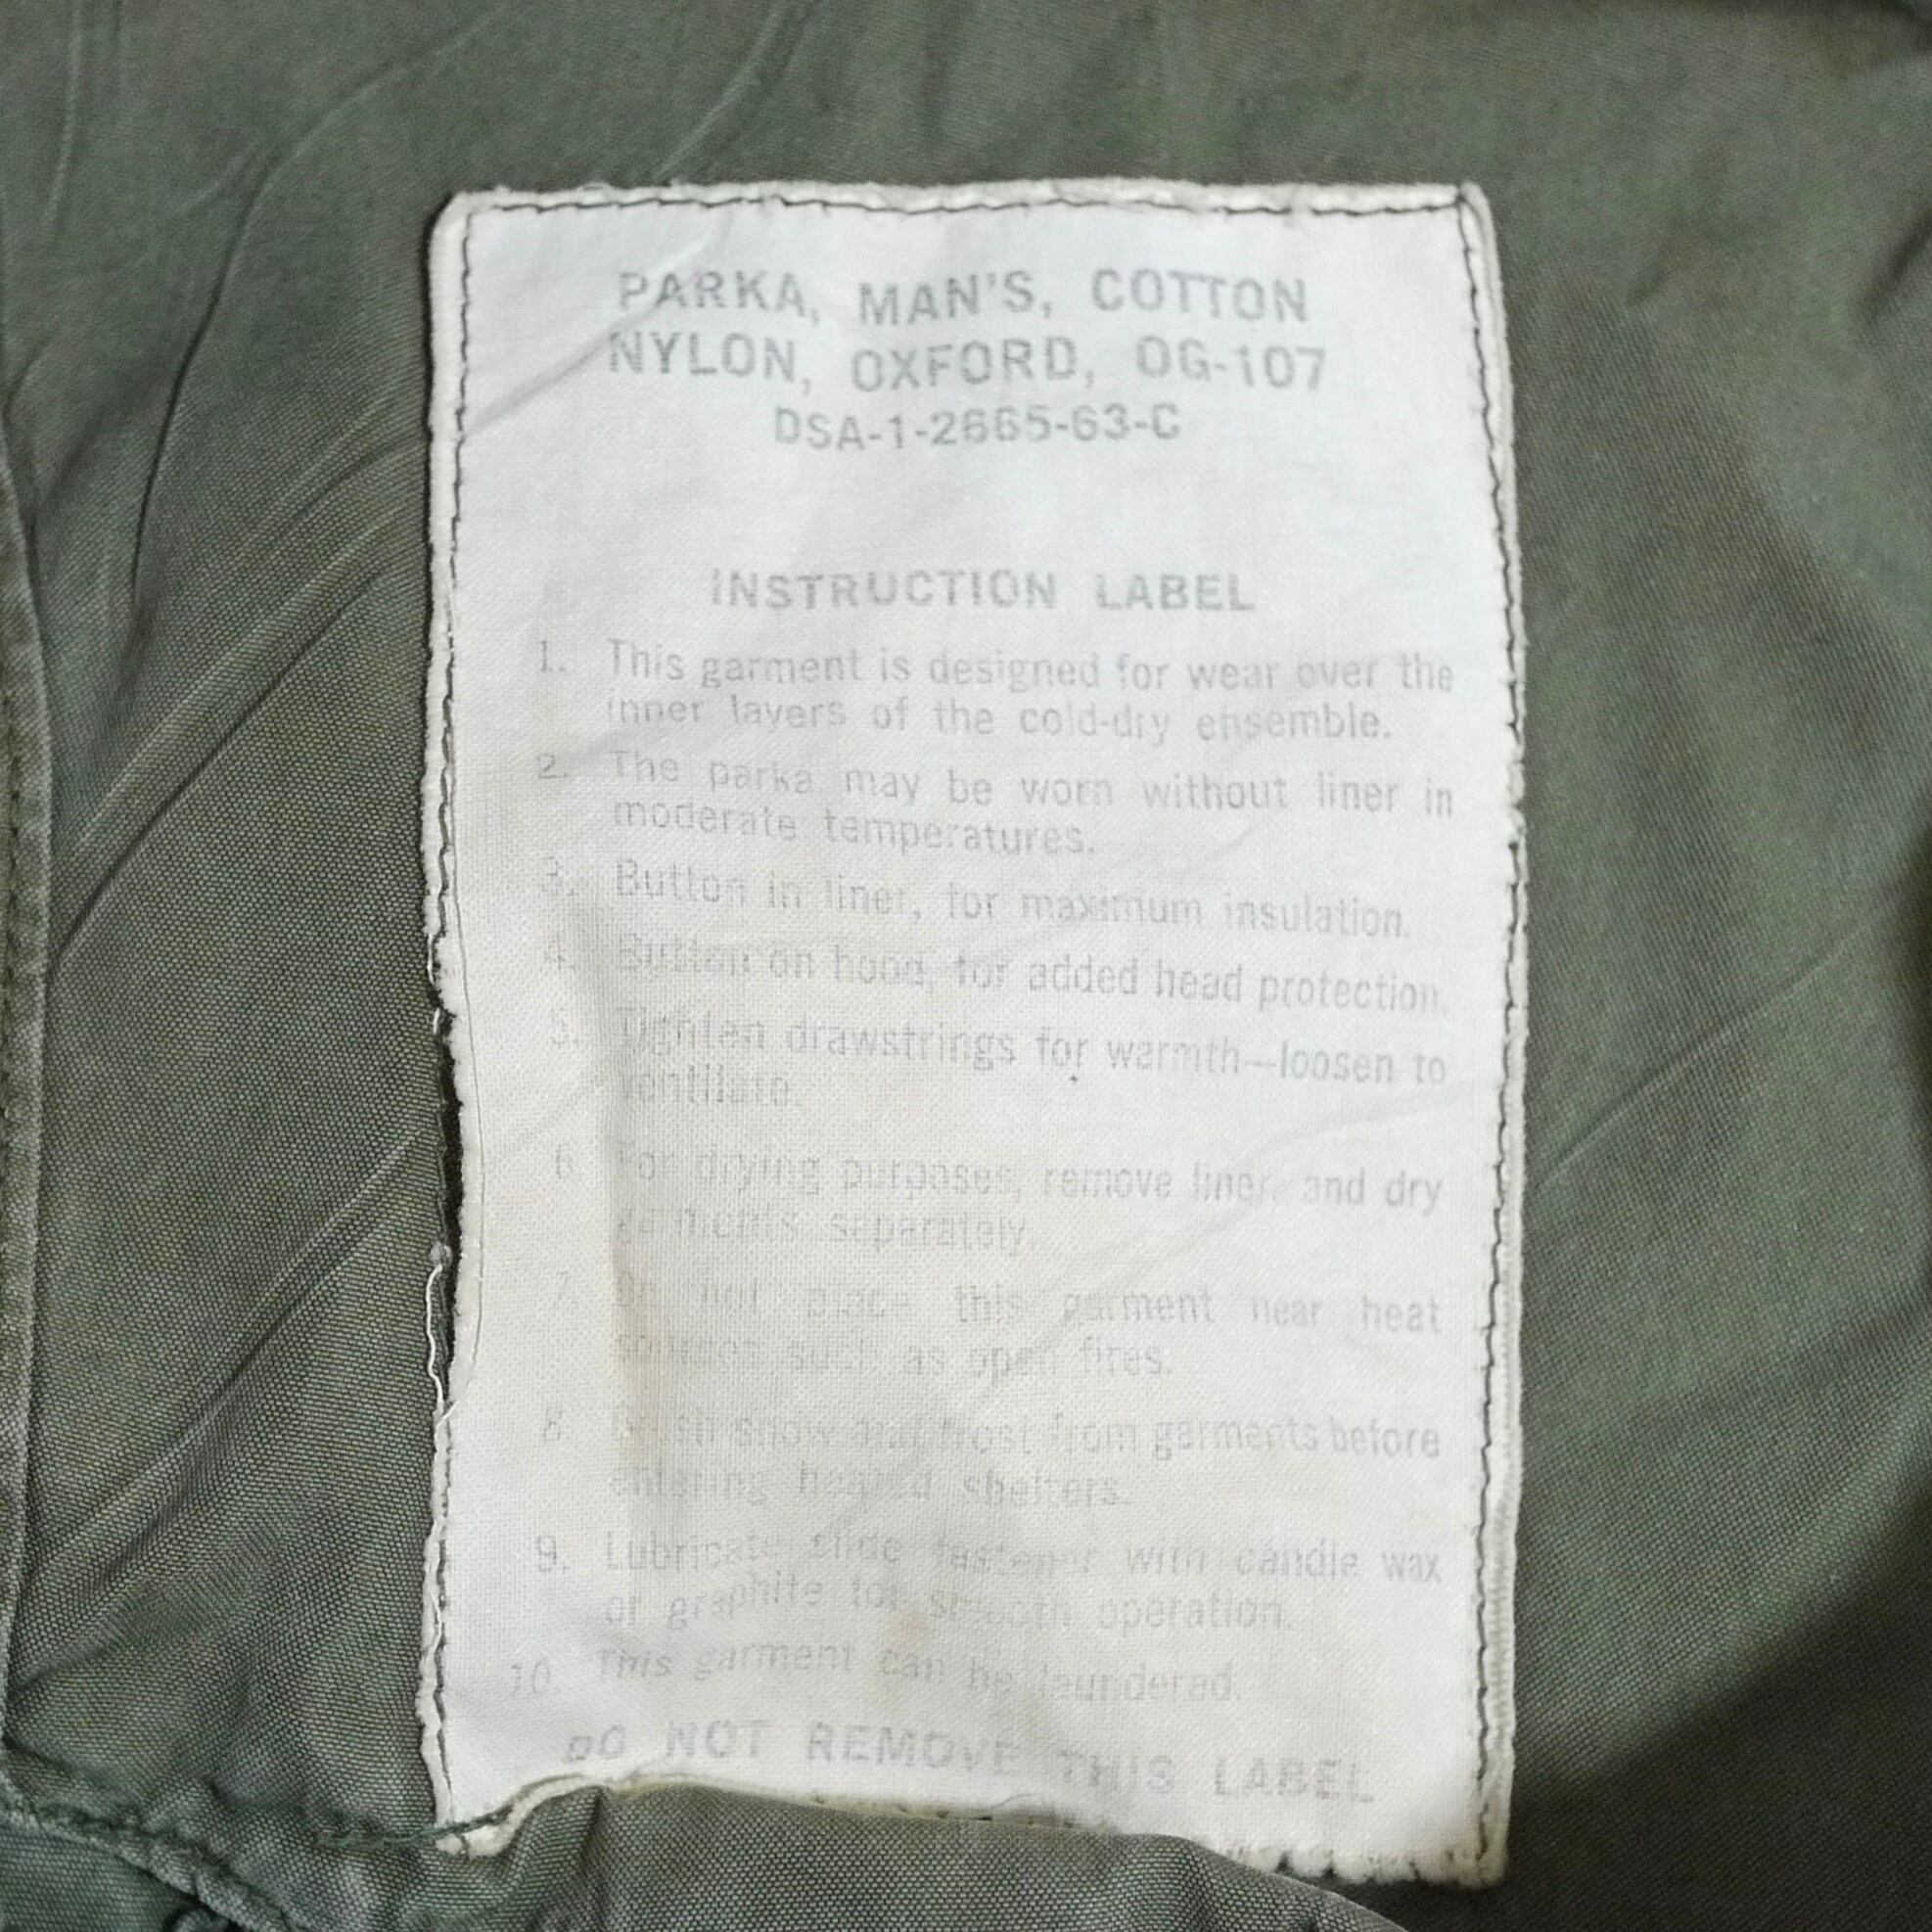 PARKA, MAN'S, COTTON
NYLON, OXFORD, OG-107
DSA-1-2665-63-C
INSTRUCTION LABEL
1. This garment is designed for wear over the
inner layers of the cold-dry ensemble.
2. The parka may be worn without liner in
moderate temperatures.
3. Button in liner, for maximum insulation.
4. Button on hood, for added head protection.
5. Tighten drawstrings for warmth—loosen to
ventilate.
6. For drying purposes, remove liner, and dry
garments separately.
7. Do not place this garment near heat
sources such as open fires.
8. Brush snow and frost from garments before
entering heated shelters.
9. Lubricate slide fastener with candle wax
or graphite for smooth operation.
10. This garment can be laundered.
DO NOT REMOVE THIS LABEL